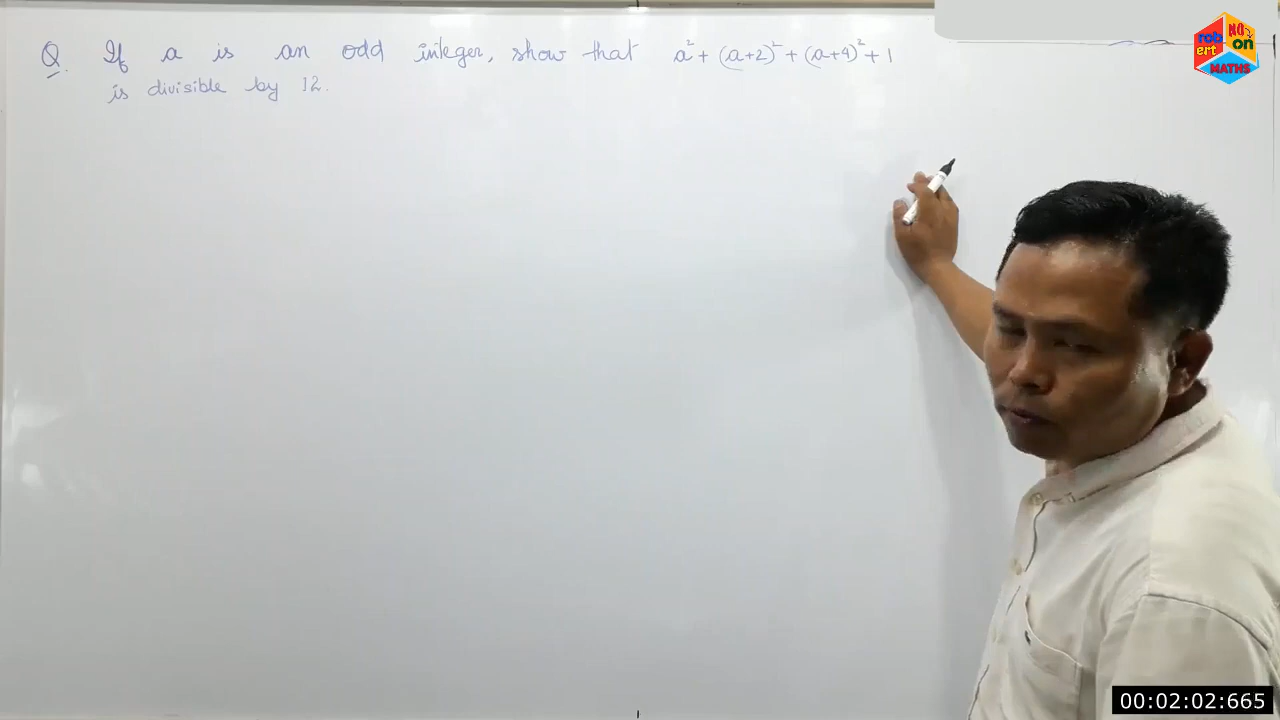 Q. If a is an odd integer, show that a² + (a+2)² + (a+4)² + 1
is divisible by 12.
robert
NO?
on
MATHS
00:02:02:665